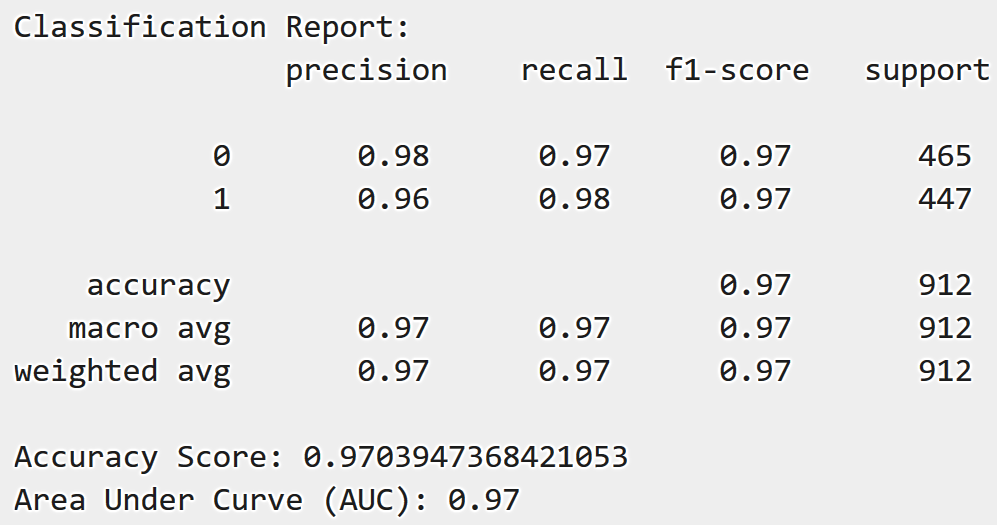 Classification Report:
precision recall f1-score support
0 0.98 0.97 0.97 465
1 0.96 0.98 0.97 447
accuracy 0.97 912
macro avg 0.97 0.97 0.97 912
weighted avg 0.97 0.97 0.97 912
Accuracy Score: 0.9703947368421053
Area Under Curve (AUC): 0.97